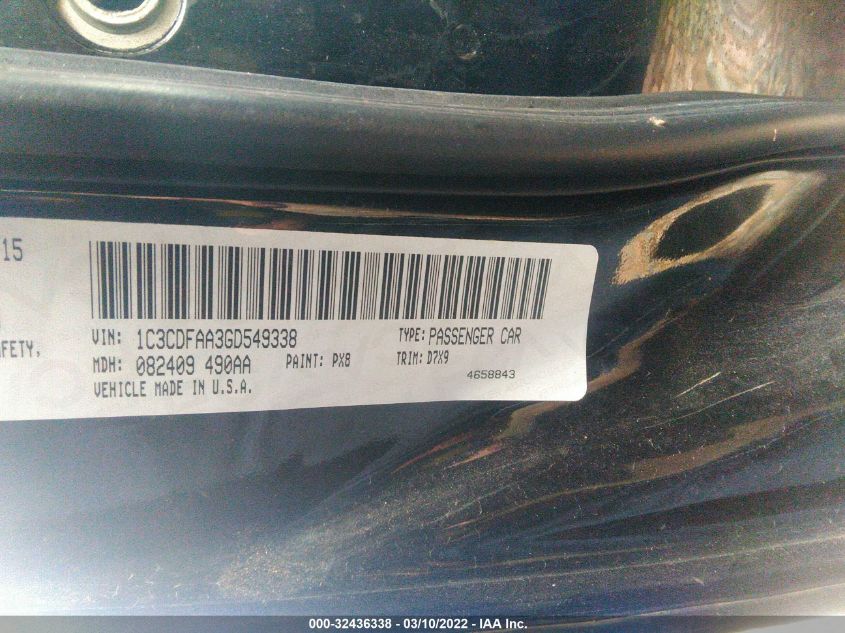 15
AFETY,
VIN: 1C3CDFAA3GD549338 TYPE: PASSENGER CAR
MDH: 082409 490AA PAINT: PX8 TRIM: D7X9
VEHICLE MADE IN U.S.A. 4658843
000-32436338 - 03/10/2022 - IAA Inc.